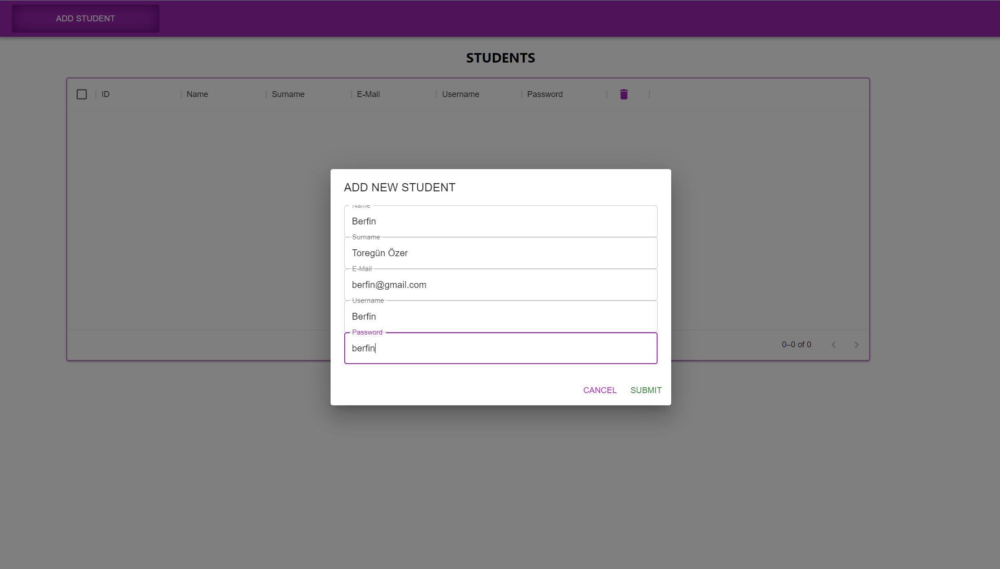 ADD STUDENT
STUDENTS
ID Name Surname E-Mail Username Password
ADD NEW STUDENT
Name
Berfin
Surname
Toregün Özer
E-Mail
berfin@gmail.com
Username
Berfin
Password
berfin
0–0 of 0
CANCEL SUBMIT